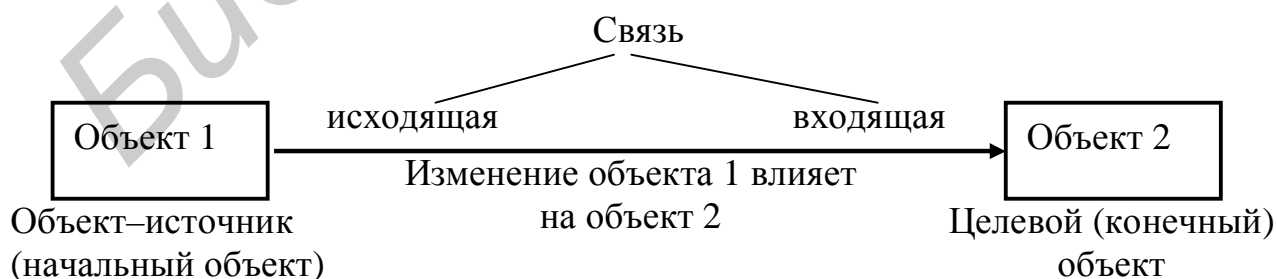 Связь
исходящая
входящая
Объект 1
Объект 2
Изменение объекта 1 влияет
на объект 2
Объект–источник
(начальный объект)
Целевой (конечный)
объект